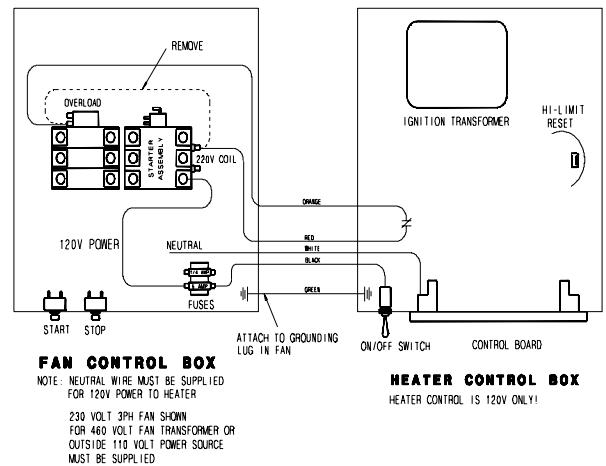 REMOVE
OVERLOAD
STARTER
ASSEMBLY
220V COIL
IGNITION TRANSFORMER
HI-LIMIT
RESET
ORANGE
RED
WHITE
BLACK
GREEN
120V POWER
NEUTRAL
1/4 AMP
FUSES
START
STOP
ATTACH TO GROUNDING
LUG IN FAN
ON/OFF SWITCH
CONTROL BOARD
FAN CONTROL BOX
NOTE: NEUTRAL WIRE MUST BE SUPPLIED
FOR 120V POWER TO HEATER
230 VOLT 3PH FAN SHOWN
FOR 460 VOLT FAN TRANSFORMER OR
OUTSIDE 110 VOLT POWER SOURCE
MUST BE SUPPLIED
HEATER CONTROL BOX
HEATER CONTROL IS 120V ONLY!